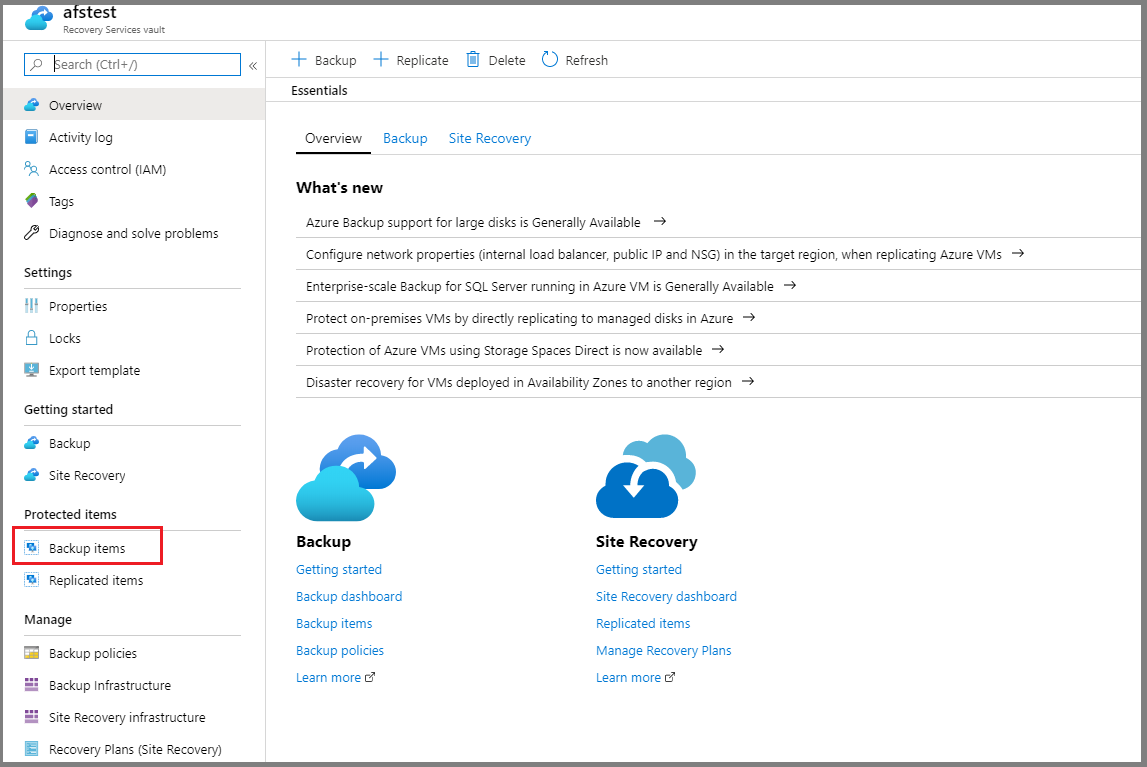 afstest
Recovery Services vault
Search (Ctrl+/)
«
Overview
Activity log
Access control (IAM)
Tags
Diagnose and solve problems
Settings
Properties
Locks
Export template
Getting started
Backup
Site Recovery
Protected items
Backup items
Replicated items
Manage
Backup policies
Backup Infrastructure
Site Recovery infrastructure
Recovery Plans (Site Recovery)
Backup Replicate Delete Refresh
Essentials
Overview Backup Site Recovery
What's new
Azure Backup support for large disks is Generally Available →
Configure network properties (internal load balancer, public IP and NSG) in the target region, when replicating Azure VMs →
Enterprise-scale Backup for SQL Server running in Azure VM is Generally Available →
Protect on-premises VMs by directly replicating to managed disks in Azure →
Protection of Azure VMs using Storage Spaces Direct is now available →
Disaster recovery for VMs deployed in Availability Zones to another region →
Backup
Getting started
Backup dashboard
Backup items
Backup policies
Learn more
Site Recovery
Getting started
Site Recovery dashboard
Replicated items
Manage Recovery Plans
Learn more